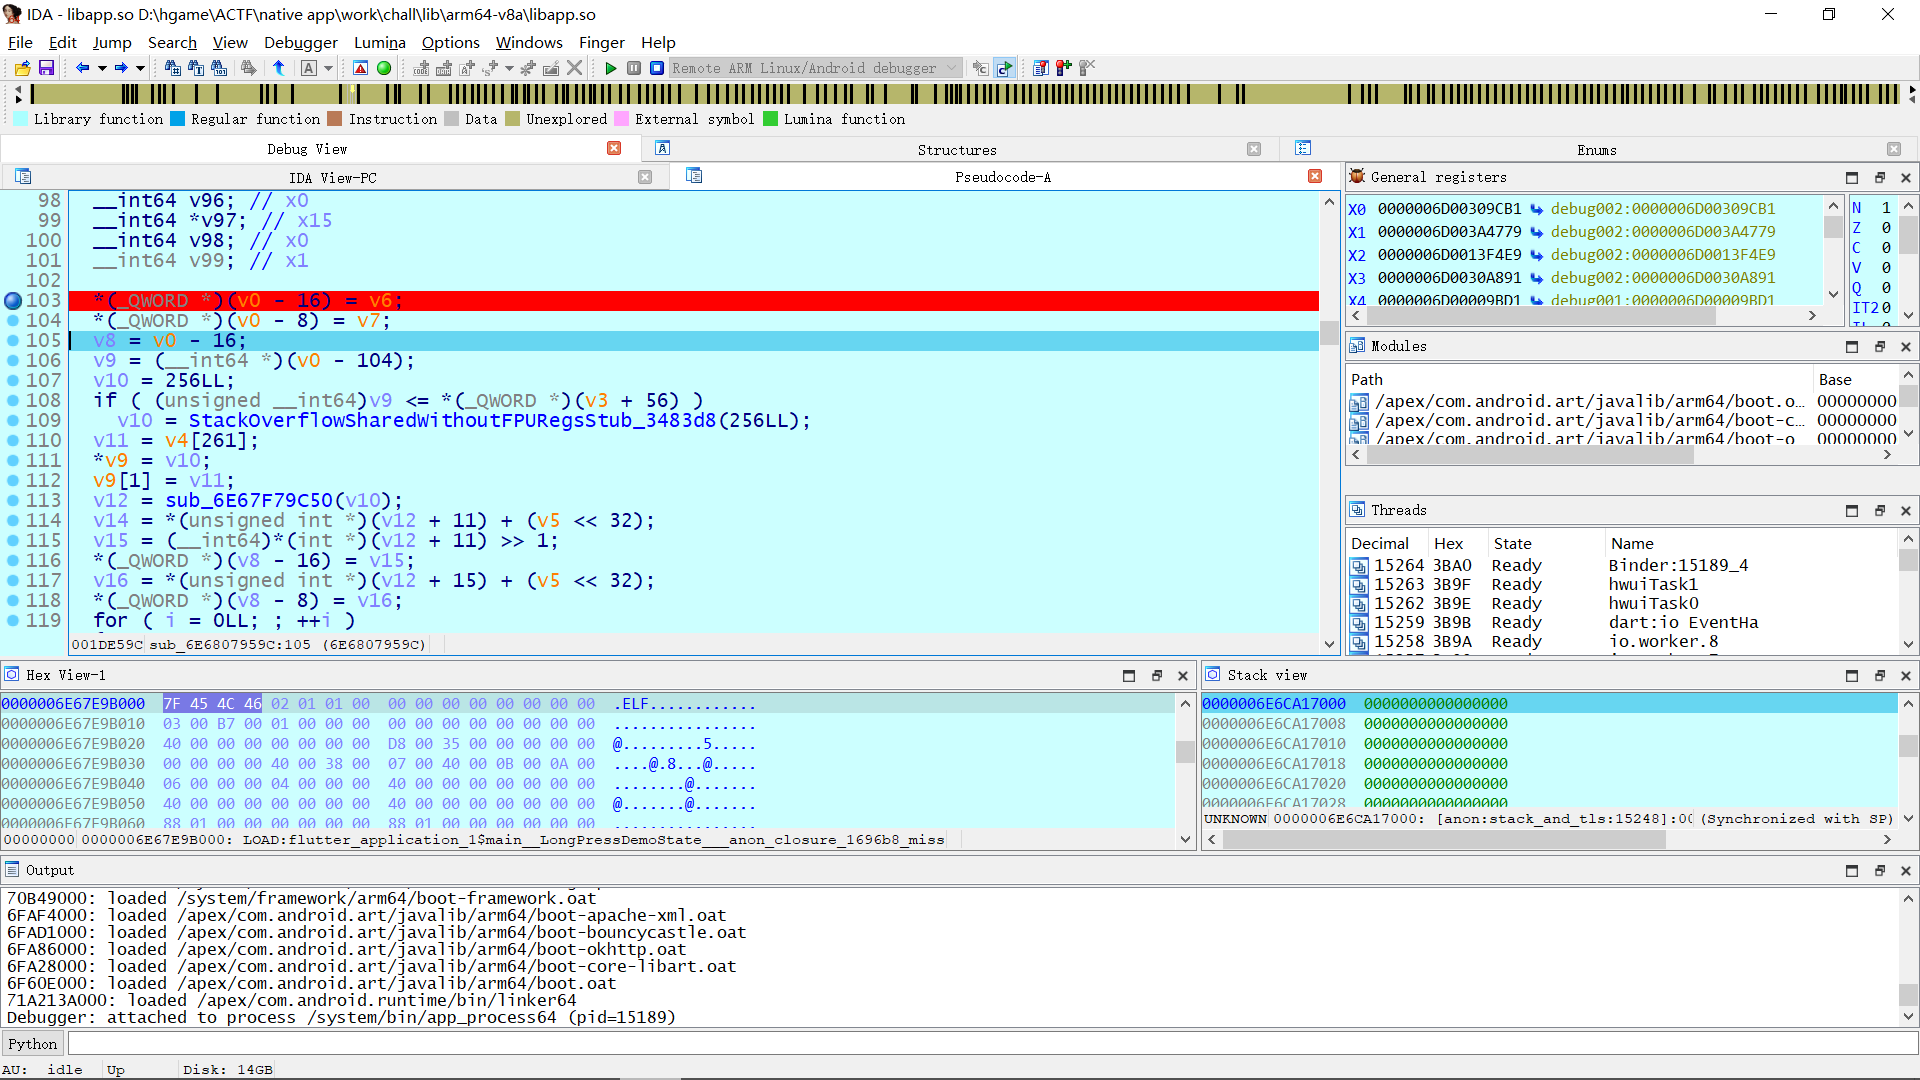 IDA - libapp.so D:\hgame\ACTF\native app\work\chall\lib\arm64-v8a\libapp.so
File Edit Jump Search View Debugger Lumina Options Windows Finger Help
Remote ARM Linux/Android debugger
Library function Regular function Instruction Data Unexplored External symbol Lumina function
Debug View Structures Enums
IDA View-PC Pseudocode-A
98 __int64 v96; // x0
99 __int64 *v97; // x15
100 __int64 v98; // x0
101 __int64 v99; // x1
102
103 *(_QWORD *)(v0 - 16) = v6;
104 *(_QWORD *)(v0 - 8) = v7;
105 v8 = v0 - 16;
106 v9 = (__int64 *)(v0 - 104);
107 v10 = 256LL;
108 if ( (unsigned __int64)v9 <= *(_QWORD *)(v3 + 56) )
109 v10 = StackOverflowSharedWithoutFPURegsStub_3483d8(256LL);
110 v11 = v4[261];
111 *v9 = v10;
112 v9[1] = v11;
113 v12 = sub_6E67F79C50(v10);
114 v14 = *(unsigned int *)(v12 + 11) + (v5 << 32);
115 v15 = (__int64)*(int *)(v12 + 11) >> 1;
116 *(_QWORD *)(v8 - 16) = v15;
117 v16 = *(unsigned int *)(v12 + 15) + (v5 << 32);
118 *(_QWORD *)(v8 - 8) = v16;
119 for ( i = 0LL; ; ++i )
001DE59C sub_6E6807959C:105 (6E6807959C)
General registers
X0 0000006D00309CB1 debug002:0000006D00309CB1
X1 0000006D003A4779 debug002:0000006D003A4779
X2 0000006D0013F4E9 debug002:0000006D0013F4E9
X3 0000006D0030A891 debug002:0000006D0030A891
X4 0000006D00009BD1 debug001:0000006D00009BD1
N 1
Z 0
C 0
V 0
Q 0
IT2 0
Modules
Path Base
/apex/com.android.art/javalib/arm64/boot.o... 00000000
/apex/com.android.art/javalib/arm64/boot-c... 00000000
/apex/com.android.art/javalib/arm64/boot-o 00000000
Threads
Decimal Hex State Name
15264 3BA0 Ready Binder:15189_4
15263 3B9F Ready hwuiTask1
15262 3B9E Ready hwuiTask0
15259 3B9B Ready dart:io EventHa
15258 3B9A Ready io.worker.8
Hex View-1
0000006E67E9B000 7F 45 4C 46 02 01 01 00 00 00 00 00 00 00 00 00 .ELF............
0000006E67E9B010 03 00 B7 00 01 00 00 00 00 00 00 00 00 00 00 00 ................
0000006E67E9B020 40 00 00 00 00 00 00 00 D8 00 35 00 00 00 00 00 @.........5.....
0000006E67E9B030 00 00 00 00 40 00 38 00 07 00 40 00 0B 00 0A 00 ....@.8...@.....
0000006E67E9B040 06 00 00 00 04 00 00 00 40 00 00 00 00 00 00 00 ........@.......
0000006E67E9B050 40 00 00 00 00 00 00 00 40 00 00 00 00 00 00 00 @.......@.......
0000006E67E9B060 88 01 00 00 00 00 00 00 88 01 00 00 00 00 00 00 ................
00000000 0000006E67E9B000: LOAD:flutter_application_1$main__LongPressDemoState___anon_closure_1696b8_miss
Stack view
0000006E6CA17000 0000000000000000
0000006E6CA17008 0000000000000000
0000006E6CA17010 0000000000000000
0000006E6CA17018 0000000000000000
0000006E6CA17020 0000000000000000
0000006E6CA17028 0000000000000000
UNKNOWN 0000006E6CA17000: [anon:stack_and_tls:15248]:00 (Synchronized with SP)
Output
70B49000: loaded /system/framework/arm64/boot-framework.oat
6FAF4000: loaded /apex/com.android.art/javalib/arm64/boot-apache-xml.oat
6FAD1000: loaded /apex/com.android.art/javalib/arm64/boot-bouncycastle.oat
6FA86000: loaded /apex/com.android.art/javalib/arm64/boot-okhttp.oat
6FA28000: loaded /apex/com.android.art/javalib/arm64/boot-core-libart.oat
6F60E000: loaded /apex/com.android.art/javalib/arm64/boot.oat
71A213A000: loaded /apex/com.android.runtime/bin/linker64
Debugger: attached to process /system/bin/app_process64 (pid=15189)
Python
AU: idle Up Disk: 14GB